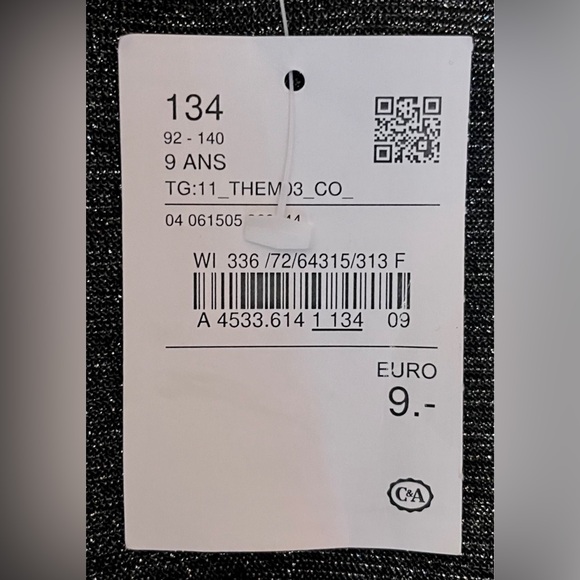 134
92 - 140
9 ANS
TG:11_THEM03_CO_
04 061505
WI 336 /72/64315/313 F
A 4533.614 1 134 09
EURO
9.-
C&A